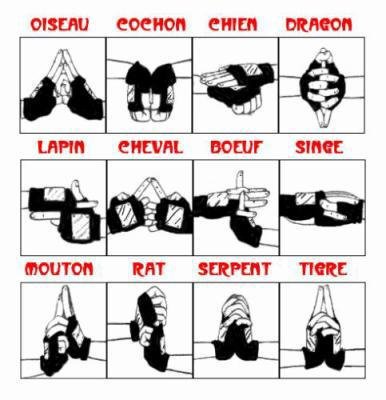 OISEAU COCHON CHIEN DRAGON
LAPIN CHEVAL BOEUF SINGE
MOUTON RAT SERPENT TIGRE